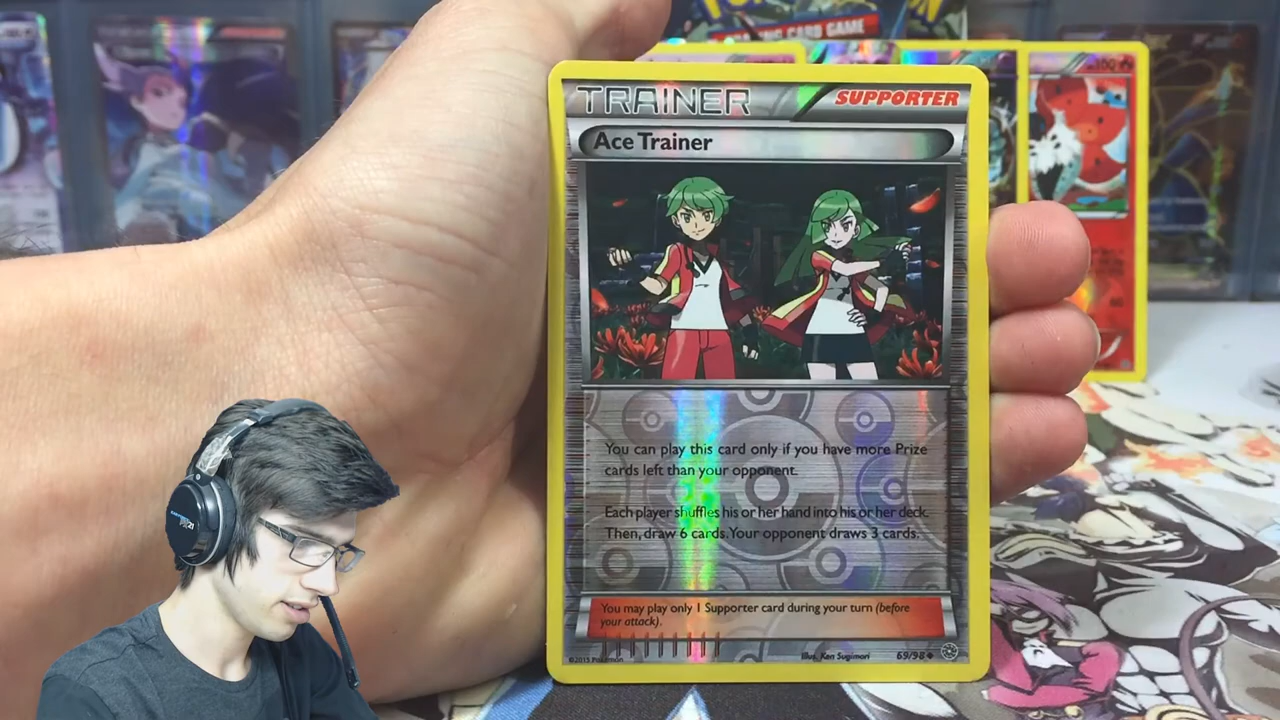 TRADING CARD GAME
TRAINER
SUPPORTER
Ace Trainer
You can play this card only if you have more Prize
cards left than your opponent.
Each player shuffles his or her hand into his or her deck.
Then, draw 6 cards. Your opponent draws 3 cards.
You may play only 1 Supporter card during your turn (before
your attack).
©2015 Pokémon
Illus. Ken Sugimori
69/98